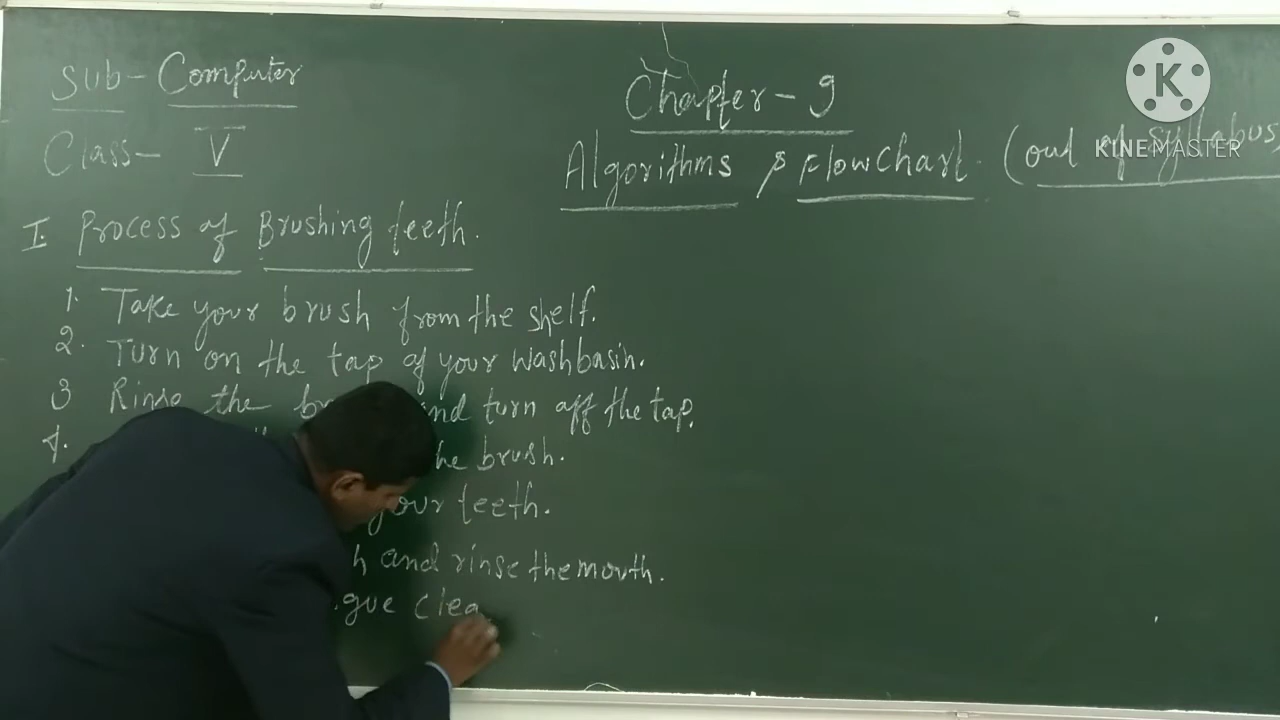 Sub- Computer
Class- V
Chapter- 9
Algorithms & Flowchart. (out of syllabus)
I. Process of Brushing teeth.
1. Take your brush from the shelf.
2. Turn on the tap of your washbasin.
3 Rinse the and turn off the tap.
4. the brush.
your teeth.
and rinse the mouth.
KINEMASTER
K